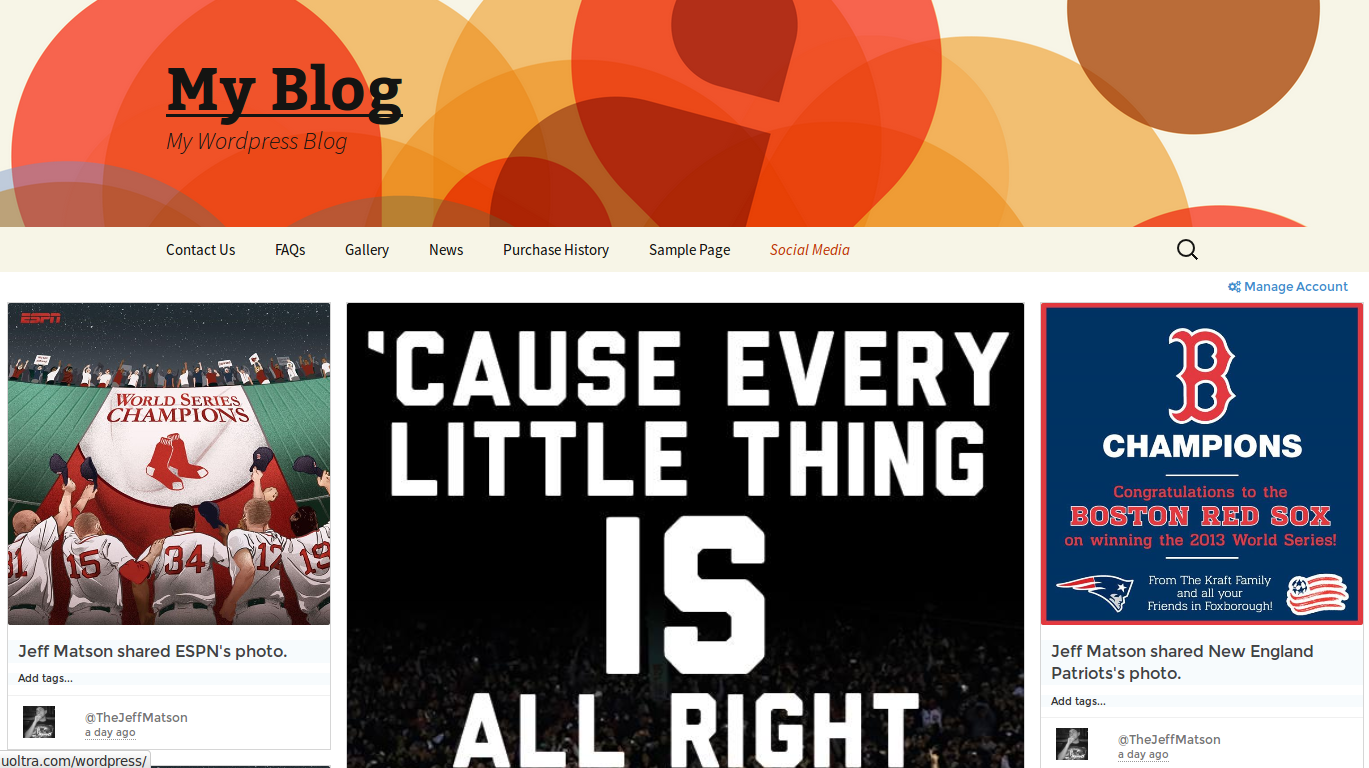 My Blog
My Wordpress Blog
Contact Us
FAQs
Gallery
News
Purchase History
Sample Page
Social Media
Manage Account
ESPN
WORLD SERIES
CHAMPIONS
15
34
12
19
Jeff Matson shared ESPN's photo.
Add tags...
@TheJeffMatson
a day ago
'CAUSE EVERY
LITTLE THING
IS
ALL RIGHT
B
CHAMPIONS
Congratulations to the
BOSTON RED SOX
on winning the 2013 World Series!
From The Kraft Family
and all your
Friends in Foxborough!
Jeff Matson shared New England
Patriots's photo.
Add tags...
@TheJeffMatson
a day ago
uoltra.com/wordpress/